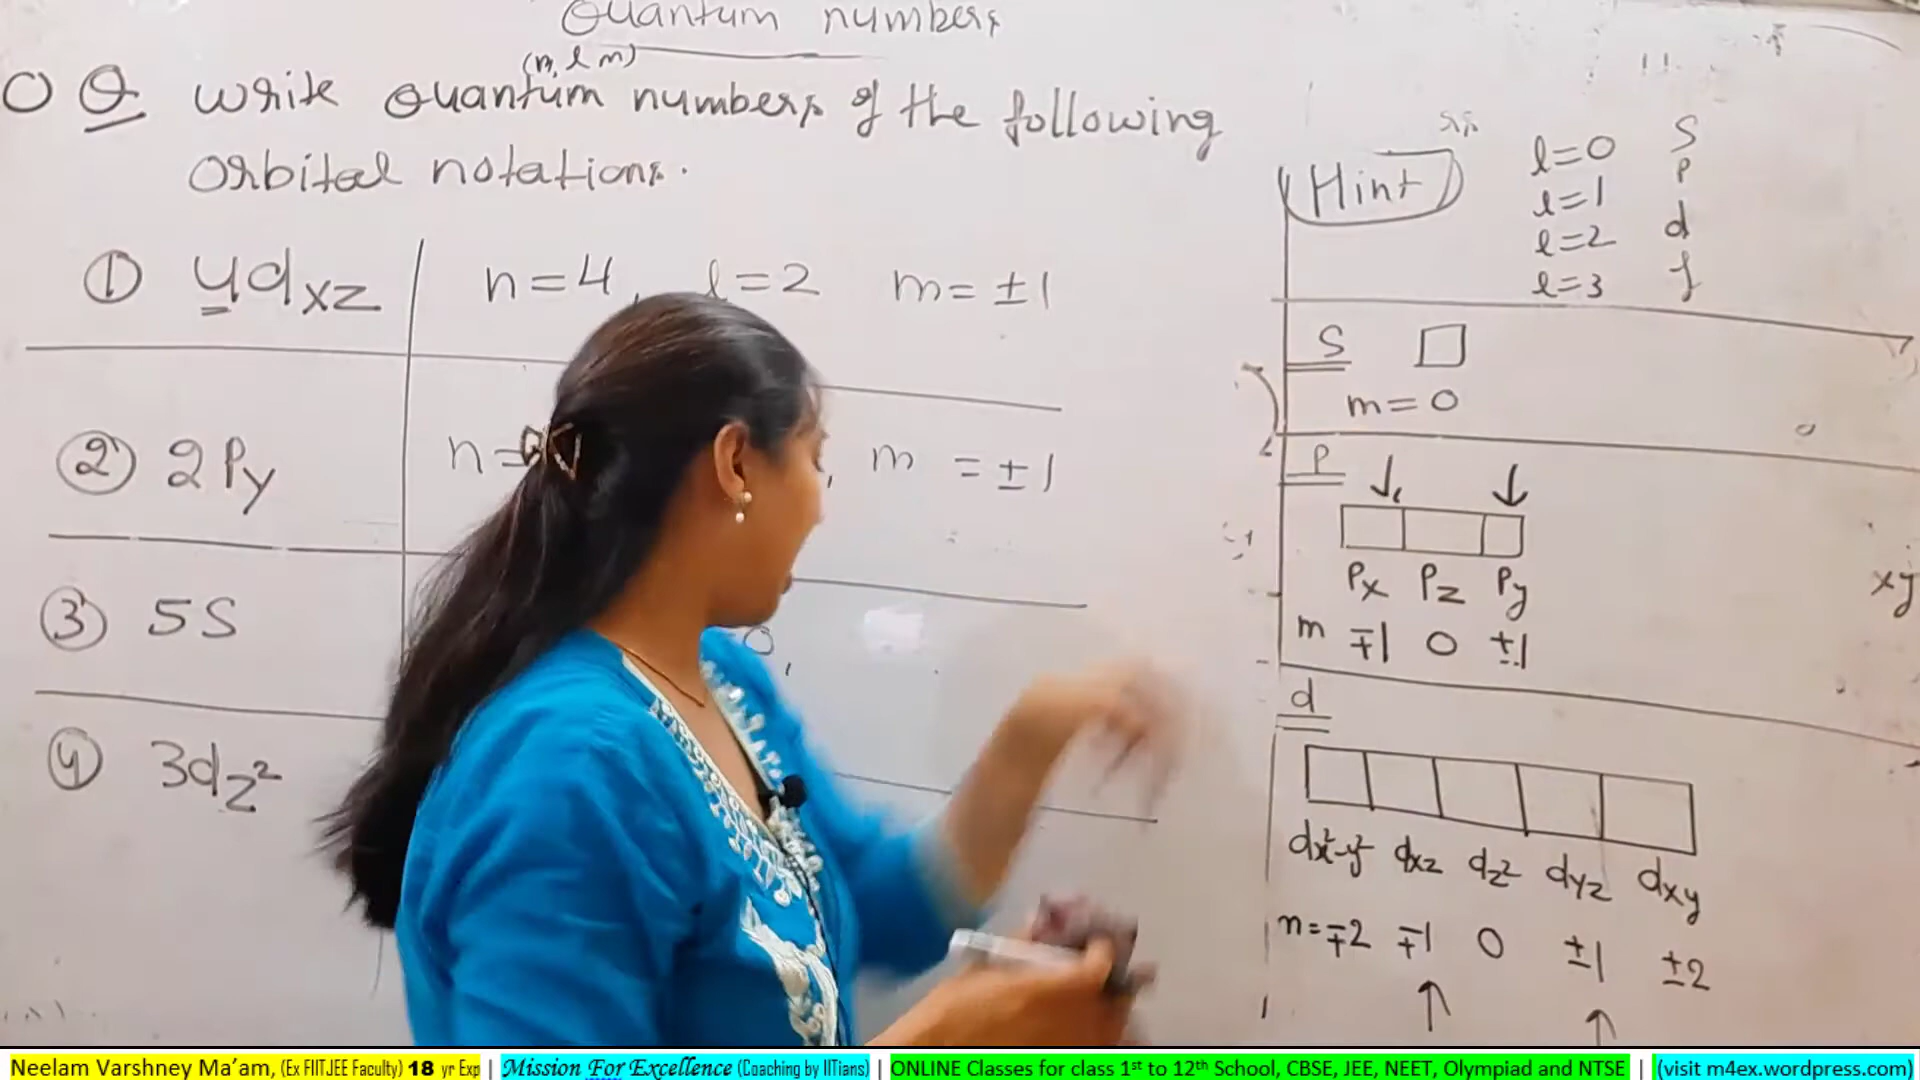 Quantum numbers
(n, l m)
Q write Quantum numbers of the following
Orbital notations.
① 4dxz n=4, l=2 m=±1
② 2Py n= , m =±1
③ 5S 0,
④ 3dz²
Hint
l=0 S
l=1 P
l=2 d
l=3 f
S
m=0
P
Px Pz Py
m ∓1 0 ±1
xy
d
dx²-y² dxz dz² dyz dxy
m=∓2 ∓1 0 ±1 ±2
Neelam Varshney Ma'am, (Ex FIITJEE Faculty) 18 yr Exp | Mission For Excellence (Coaching by IITians) | ONLINE Classes for class 1st to 12th School, CBSE, JEE, NEET, Olympiad and NTSE | (visit m4ex.wordpress.com)